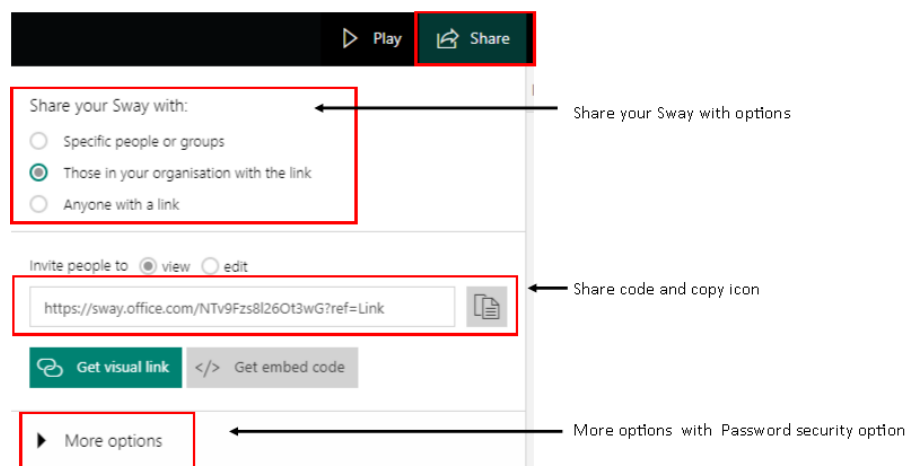 Play
Share
Share your Sway with:
Share your Sway with options
Specific people or groups
Those in your organisation with the link
Anyone with a link
Invite people to view edit
https://sway.office.com/NTv9Fzs8l26Ot3wG?ref=Link
Share code and copy icon
Get visual link
</> Get embed code
More options
More options with Password security option